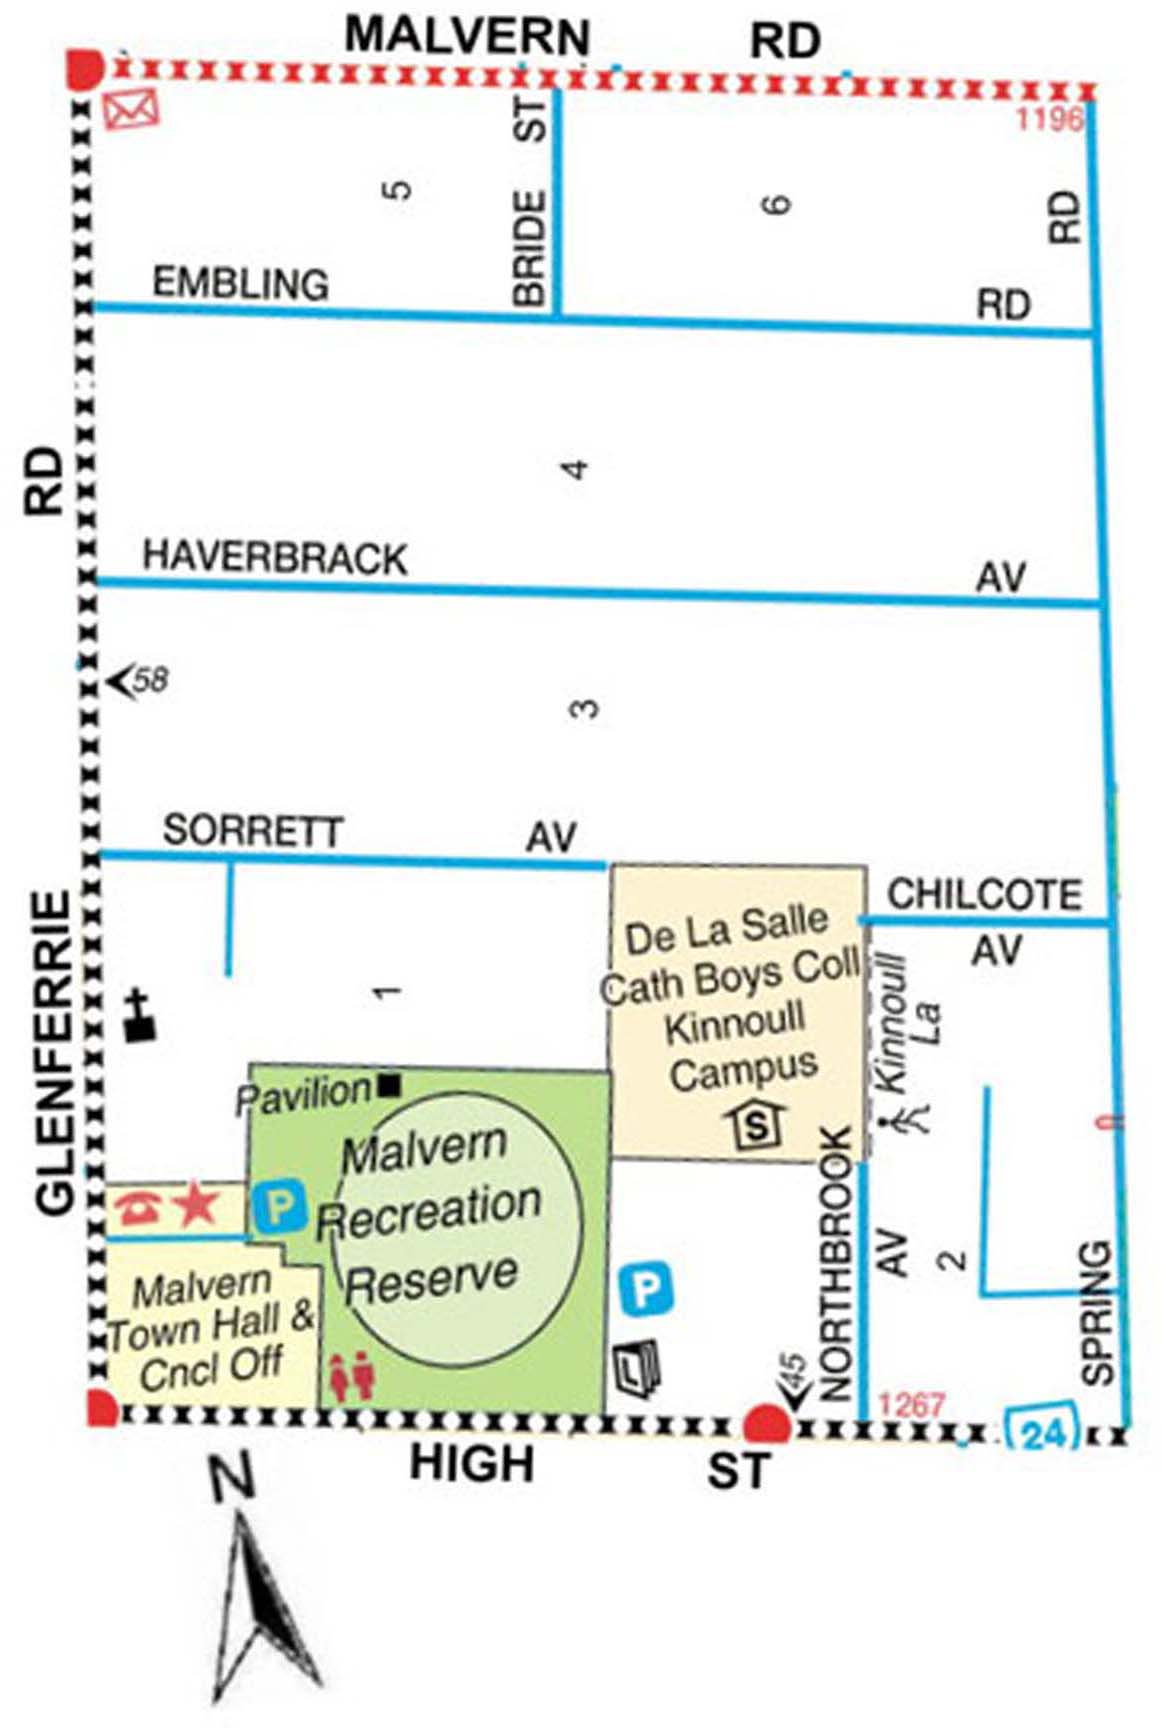 MALVERN RD
1196
BRIDE ST
5
6
RD
EMBLING RD
4
RD
HAVERBRACK AV
58
3
SORRETT AV
CHILCOTE
AV
GLENFERRIE
De La Salle
Cath Boys Coll
Kinnoull
Campus
S
Kinnoull
La
1
Pavilion
Malvern
Recreation
Reserve
P
P
Malvern
Town Hall &
Cncl Off
L
NORTHBROOK
AV
2
SPRING
45
1267
24
HIGH ST
N